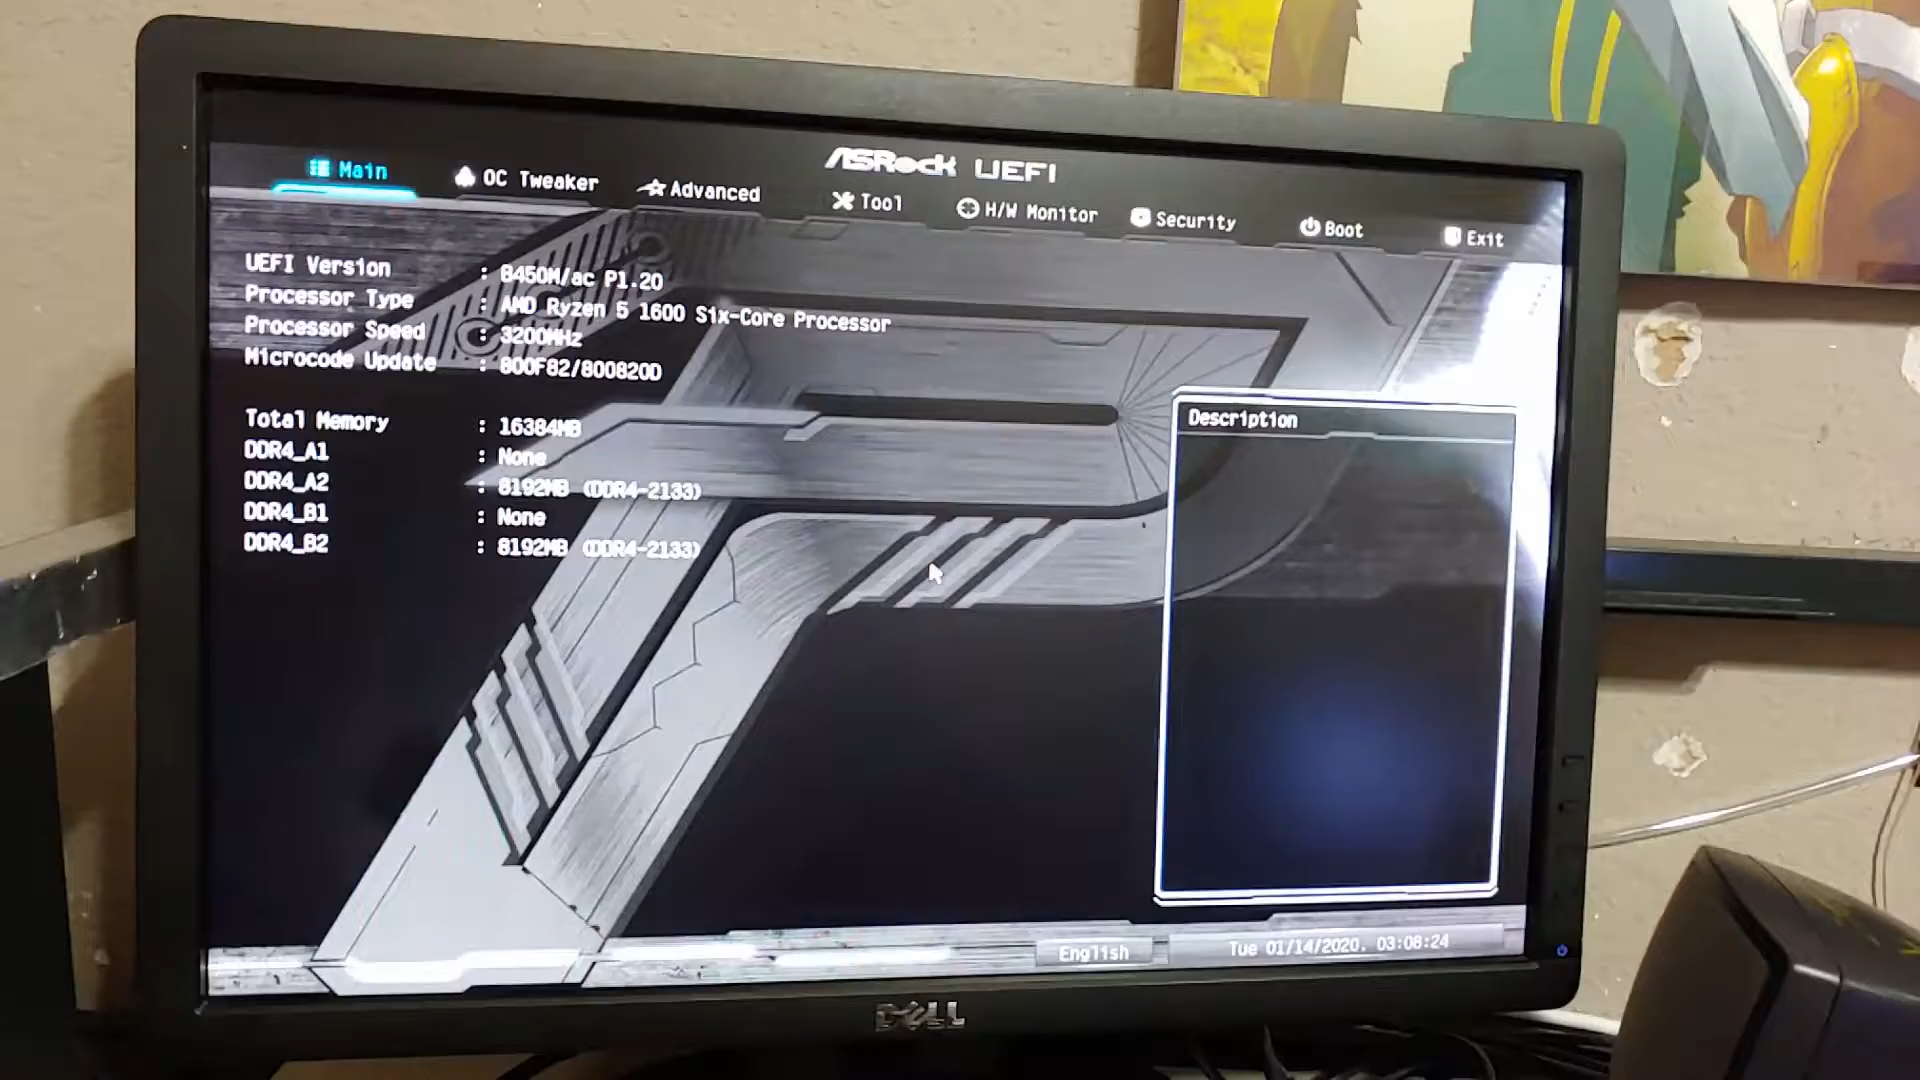 ASRock UEFI
Main
OC Tweaker
Advanced
Tool
H/W Monitor
Security
Boot
Exit
UEFI Version : B450M/ac P1.20
Processor Type : AMD Ryzen 5 1600 Six-Core Processor
Processor Speed : 3200MHz
Microcode Update : 800F82/800820D
Total Memory : 16384MB
DDR4_A1 : None
DDR4_A2 : 8192MB (DDR4-2133)
DDR4_B1 : None
DDR4_B2 : 8192MB (DDR4-2133)
Description
English
Tue 01/14/2020. 03:08:24
DELL